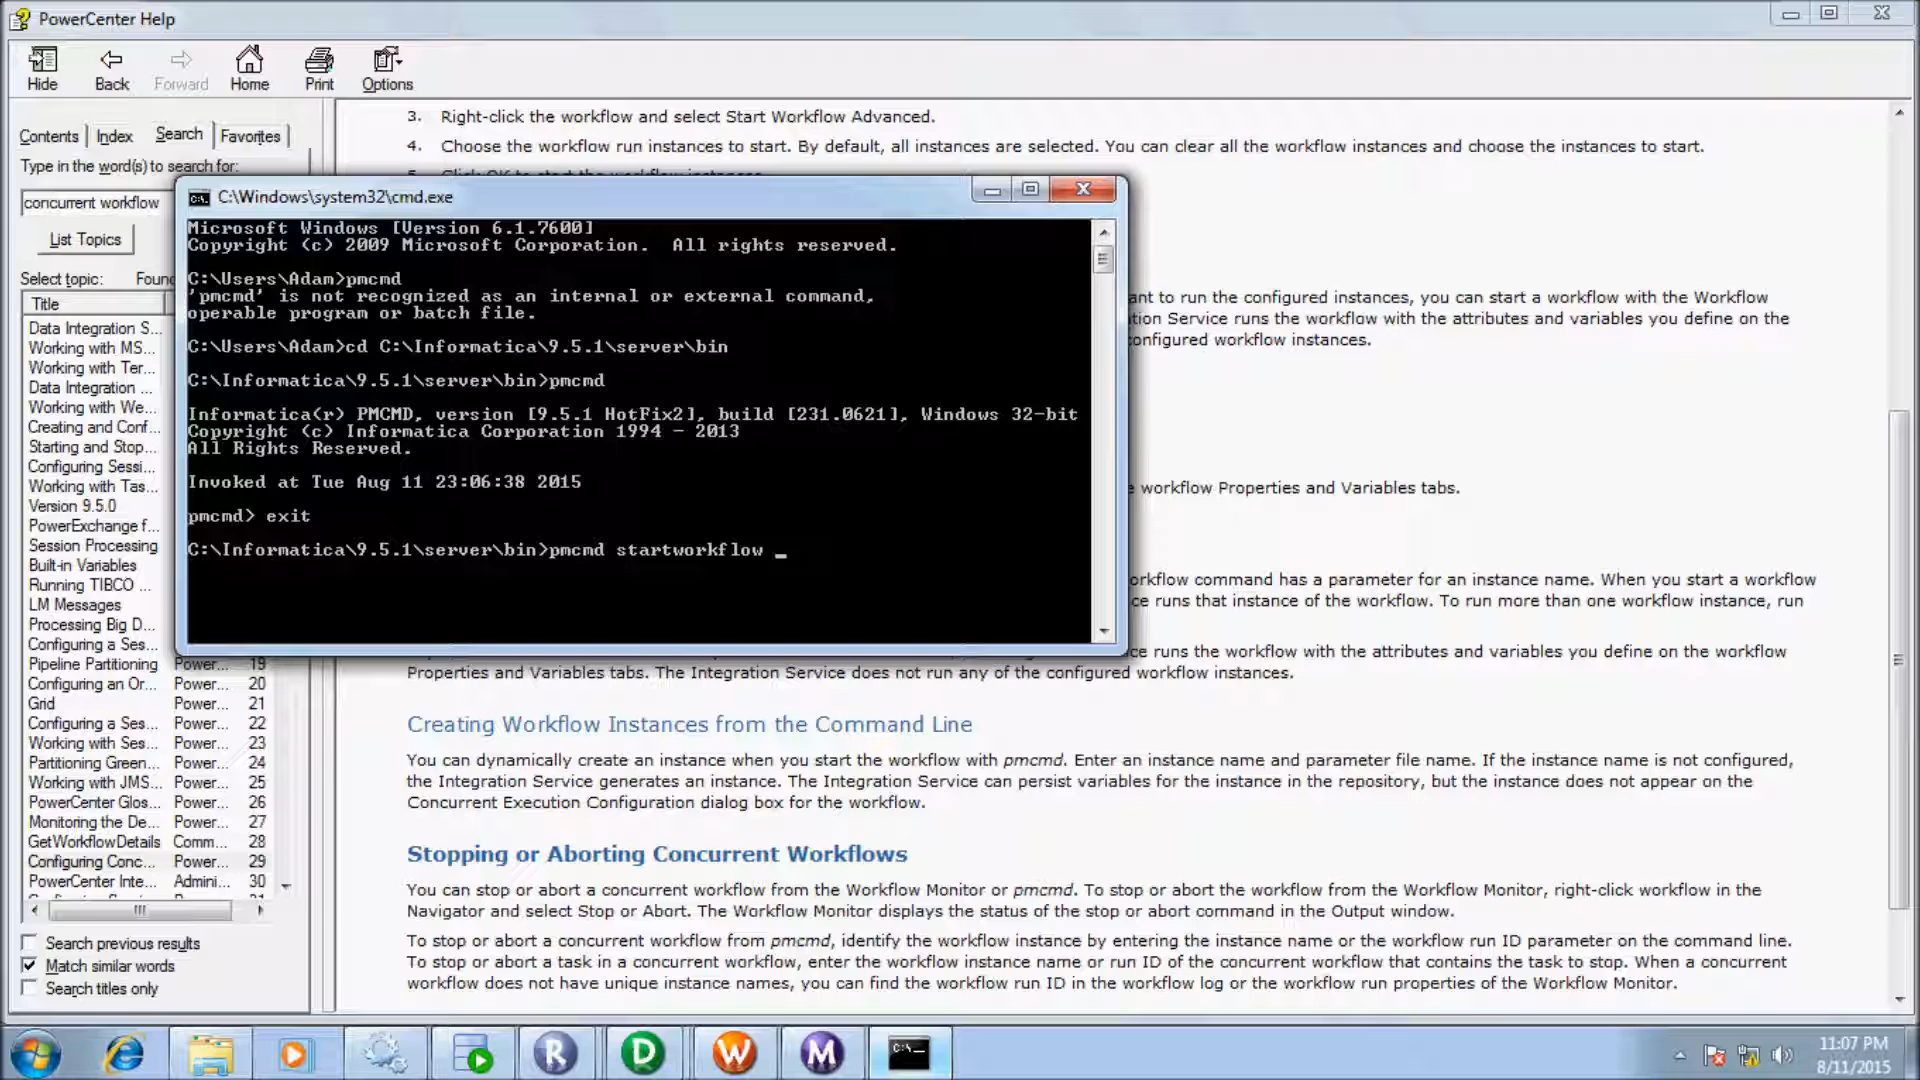 PowerCenter Help
Hide
Back
Forward
Home
Print
Options
Contents
Index
Search
Favorites
Type in the word(s) to search for:
concurrent workflow
List Topics
Select topic:
Title
Data Integration S...
Working with MS...
Working with Ter...
Data Integration ...
Working with We...
Creating and Conf...
Starting and Stop...
Configuring Sessi...
Working with Tas...
Version 9.5.0
PowerExchange f...
Session Processing
Built-in Variables
Running TIBCO ...
LM Messages
Processing Big D...
Configuring a Ses...
Pipeline Partitioning Power... 19
Configuring an Or... Power... 20
Grid Power... 21
Configuring a Ses... Power... 22
Working with Ses... Power... 23
Partitioning Green... Power... 24
Working with JMS... Power... 25
PowerCenter Glos... Power... 26
Monitoring the De... Power... 27
GetWorkflowDetails Comm... 28
Configuring Conc... Power... 29
PowerCenter Inte... Admini... 30
Search previous results
Match similar words
Search titles only
3. Right-click the workflow and select Start Workflow Advanced.
4. Choose the workflow run instances to start. By default, all instances are selected. You can clear all the workflow instances and choose the instances to start.
C:\Windows\system32\cmd.exe
Microsoft Windows [Version 6.1.7600]
Copyright (c) 2009 Microsoft Corporation. All rights reserved.
C:\Users\Adam>pmcmd
'pmcmd' is not recognized as an internal or external command,
operable program or batch file.
C:\Users\Adam>cd C:\Informatica\9.5.1\server\bin
C:\Informatica\9.5.1\server\bin>pmcmd
Informatica(r) PMCMD, version [9.5.1 HotFix2], build [231.0621], Windows 32-bit
Copyright (c) Informatica Corporation 1994 - 2013
All Rights Reserved.
Invoked at Tue Aug 11 23:06:38 2015
pmcmd> exit
C:\Informatica\9.5.1\server\bin>pmcmd startworkflow _
to run the configured instances, you can start a workflow with the Workflow
Service runs the workflow with the attributes and variables you define on the
configured workflow instances.
workflow Properties and Variables tabs.
command has a parameter for an instance name. When you start a workflow
runs that instance of the workflow. To run more than one workflow instance, run
runs the workflow with the attributes and variables you define on the workflow
Properties and Variables tabs. The Integration Service does not run any of the configured workflow instances.
Creating Workflow Instances from the Command Line
You can dynamically create an instance when you start the workflow with pmcmd. Enter an instance name and parameter file name. If the instance name is not configured,
the Integration Service generates an instance. The Integration Service can persist variables for the instance in the repository, but the instance does not appear on the
Concurrent Execution Configuration dialog box for the workflow.
Stopping or Aborting Concurrent Workflows
You can stop or abort a concurrent workflow from the Workflow Monitor or pmcmd. To stop or abort the workflow from the Workflow Monitor, right-click workflow in the
Navigator and select Stop or Abort. The Workflow Monitor displays the status of the stop or abort command in the Output window.
To stop or abort a concurrent workflow from pmcmd, identify the workflow instance by entering the instance name or the workflow run ID parameter on the command line.
To stop or abort a task in a concurrent workflow, enter the workflow instance name or run ID of the concurrent workflow that contains the task to stop. When a concurrent
workflow does not have unique instance names, you can find the workflow run ID in the workflow log or the workflow run properties of the Workflow Monitor.
R
D
W
M
11:07 PM
8/11/2015